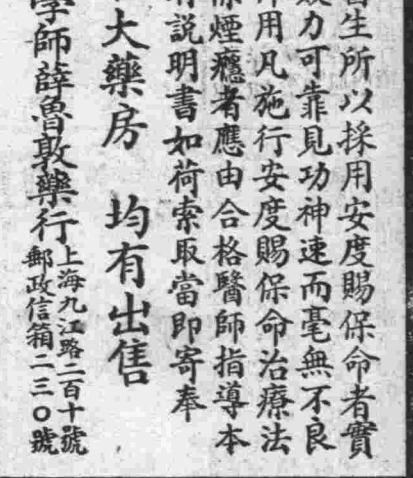 生所以採用安度賜保命者實
力可靠見功神速而毫無不良
用凡施行安度賜保命治療法
煙癮者應由合格醫師指導本
說明書如荷索取當即寄奉
大藥房 均有出售
學師薛魯敦藥行
上海九江路二百十號
郵政信箱二三〇號